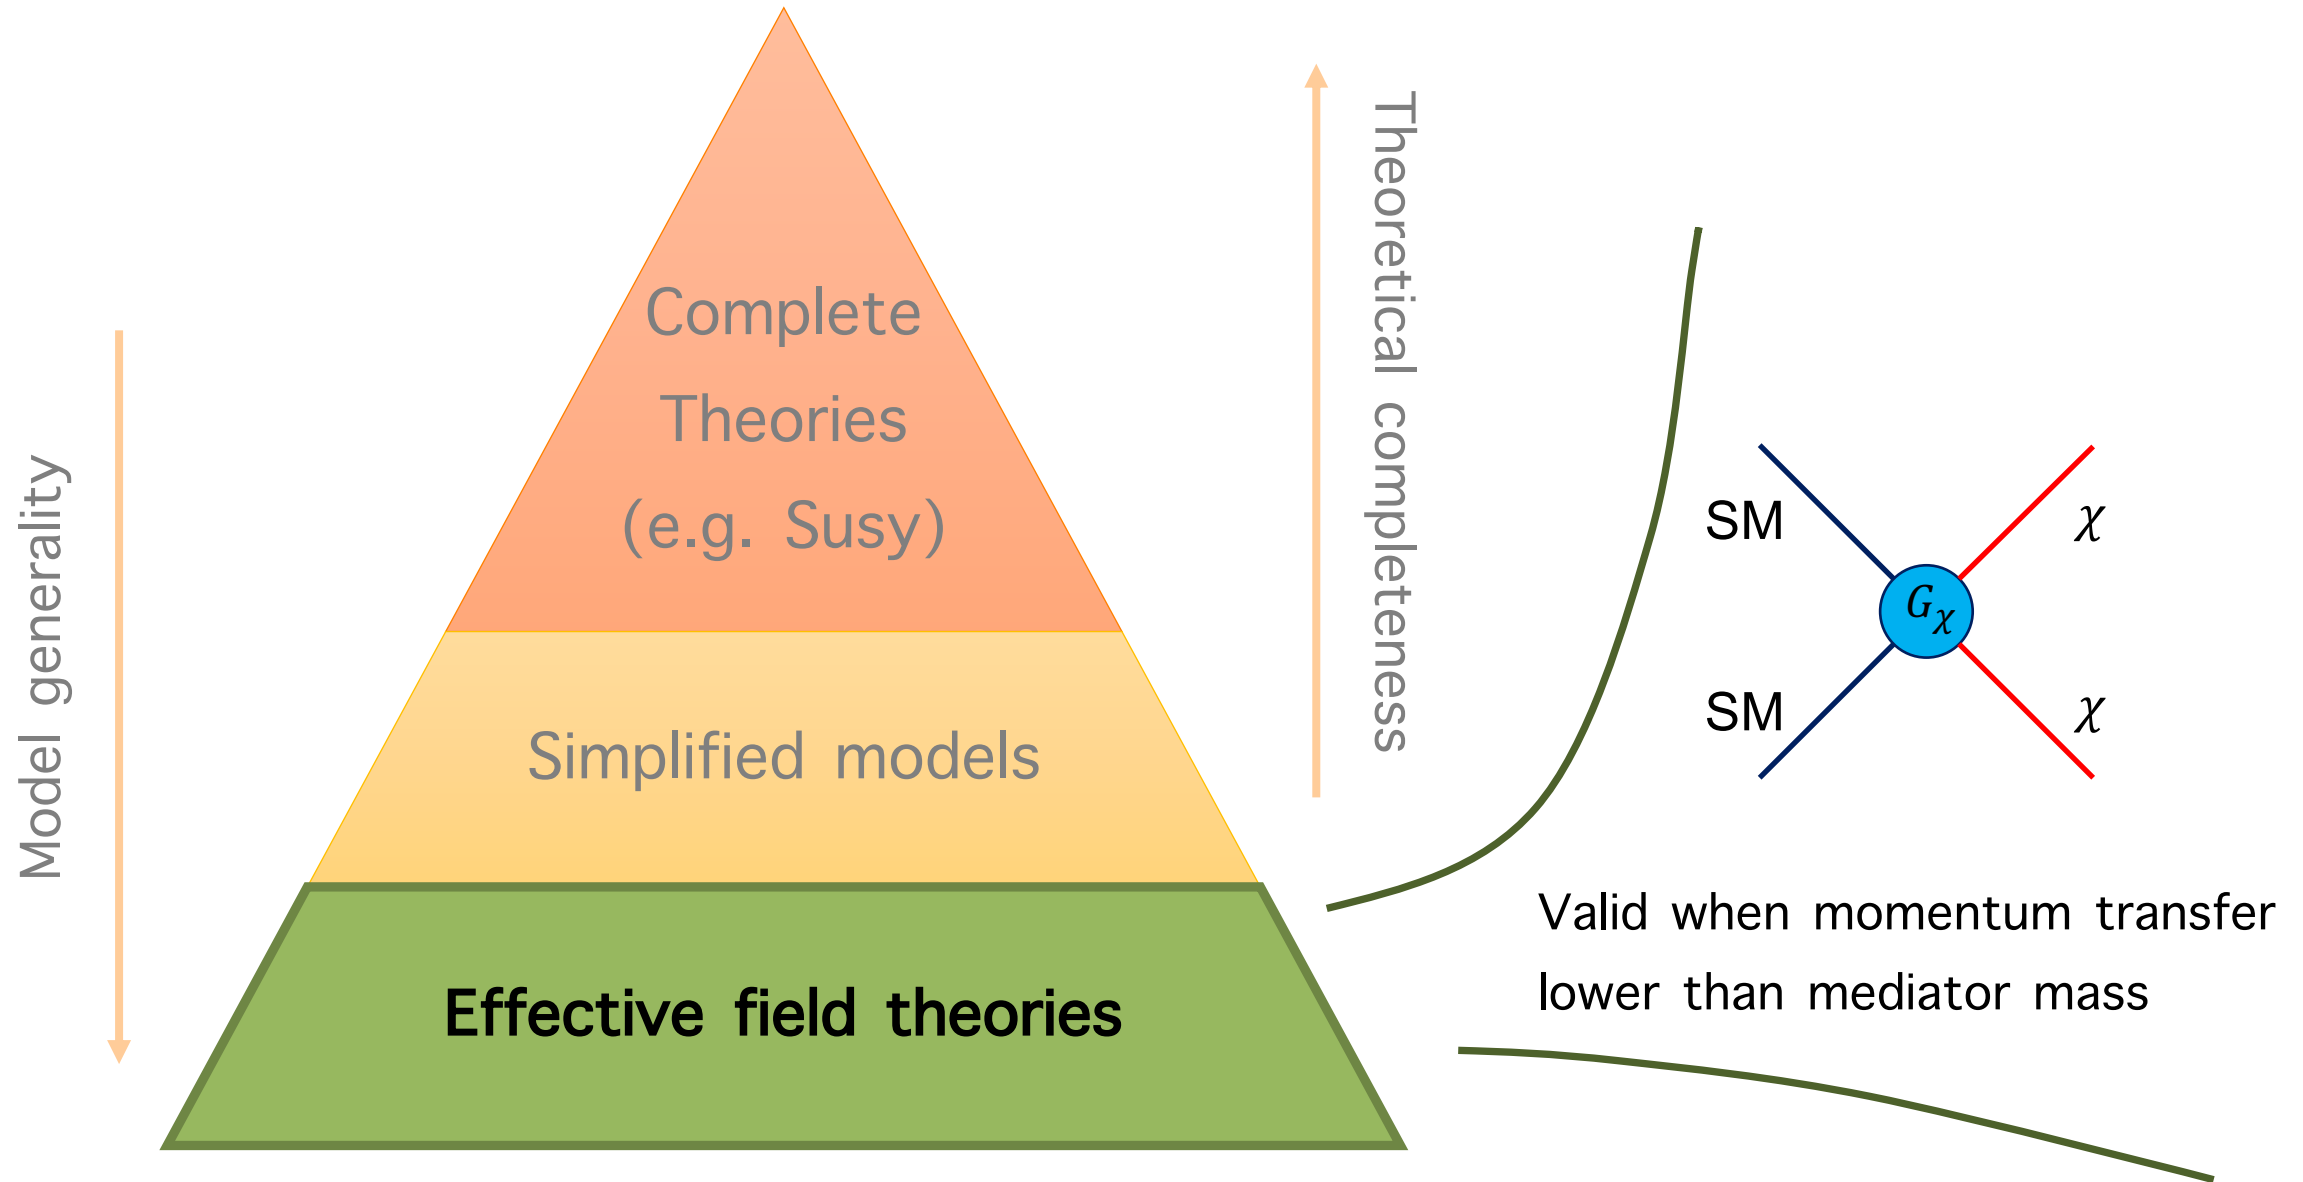 Model generality
Complete
Theories
(e.g. Susy)
Simplified models
Effective field theories
Theoretical completeness
SM
χ
G_χ
SM
χ
Valid when momentum transfer
lower than mediator mass